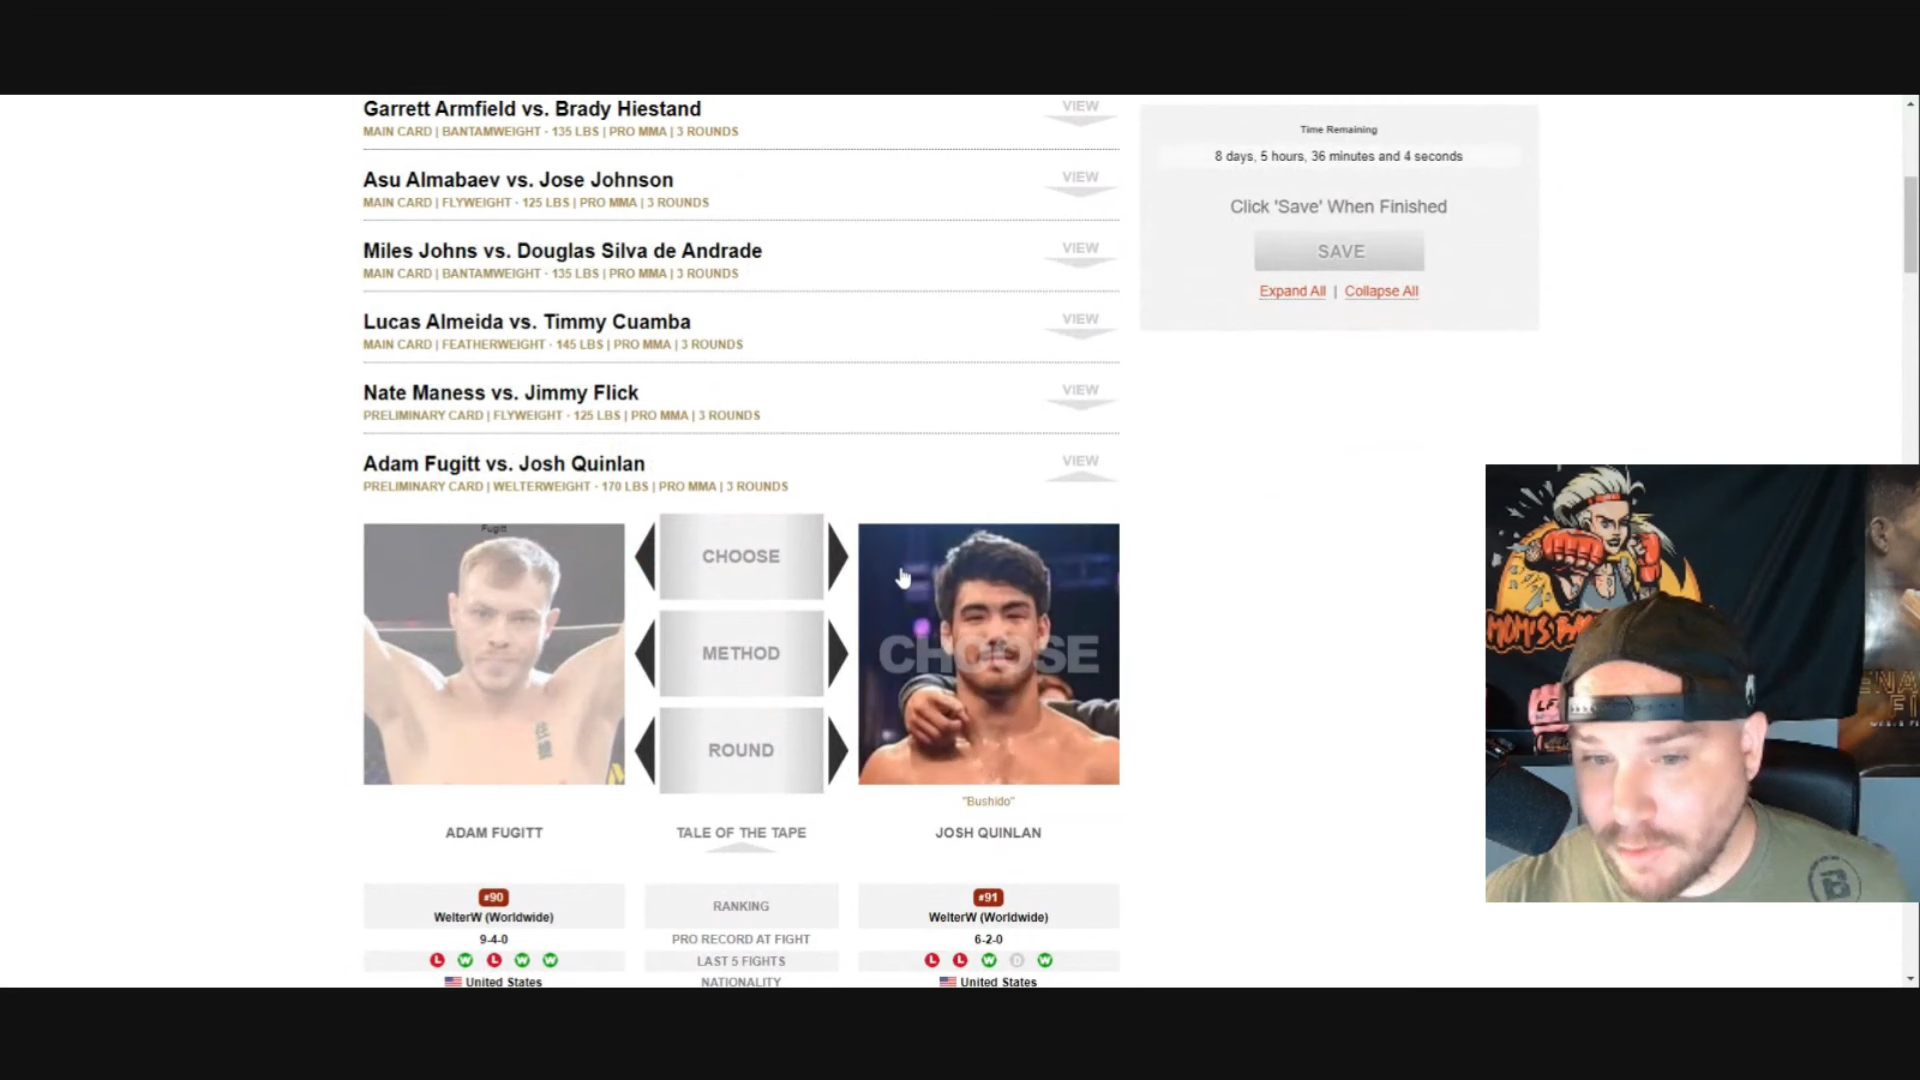 Garrett Armfield vs. Brady Hiestand
MAIN CARD | BANTAMWEIGHT · 135 LBS | PRO MMA | 3 ROUNDS
VIEW
Asu Almabaev vs. Jose Johnson
MAIN CARD | FLYWEIGHT · 125 LBS | PRO MMA | 3 ROUNDS
VIEW
Miles Johns vs. Douglas Silva de Andrade
MAIN CARD | BANTAMWEIGHT · 135 LBS | PRO MMA | 3 ROUNDS
VIEW
Lucas Almeida vs. Timmy Cuamba
MAIN CARD | FEATHERWEIGHT · 145 LBS | PRO MMA | 3 ROUNDS
VIEW
Nate Maness vs. Jimmy Flick
PRELIMINARY CARD | FLYWEIGHT · 125 LBS | PRO MMA | 3 ROUNDS
VIEW
Adam Fugitt vs. Josh Quinlan
PRELIMINARY CARD | WELTERWEIGHT · 170 LBS | PRO MMA | 3 ROUNDS
VIEW
Fugitt
CHOOSE
METHOD
ROUND
CHOOSE
"Bushido"
ADAM FUGITT
TALE OF THE TAPE
JOSH QUINLAN
#90
WelterW (Worldwide)
RANKING
#91
WelterW (Worldwide)
9-4-0
PRO RECORD AT FIGHT
6-2-0
L W L W W
LAST 5 FIGHTS
L L W D W
United States
NATIONALITY
United States
Time Remaining
8 days, 5 hours, 36 minutes and 4 seconds
Click 'Save' When Finished
SAVE
Expand All | Collapse All
MOM'S